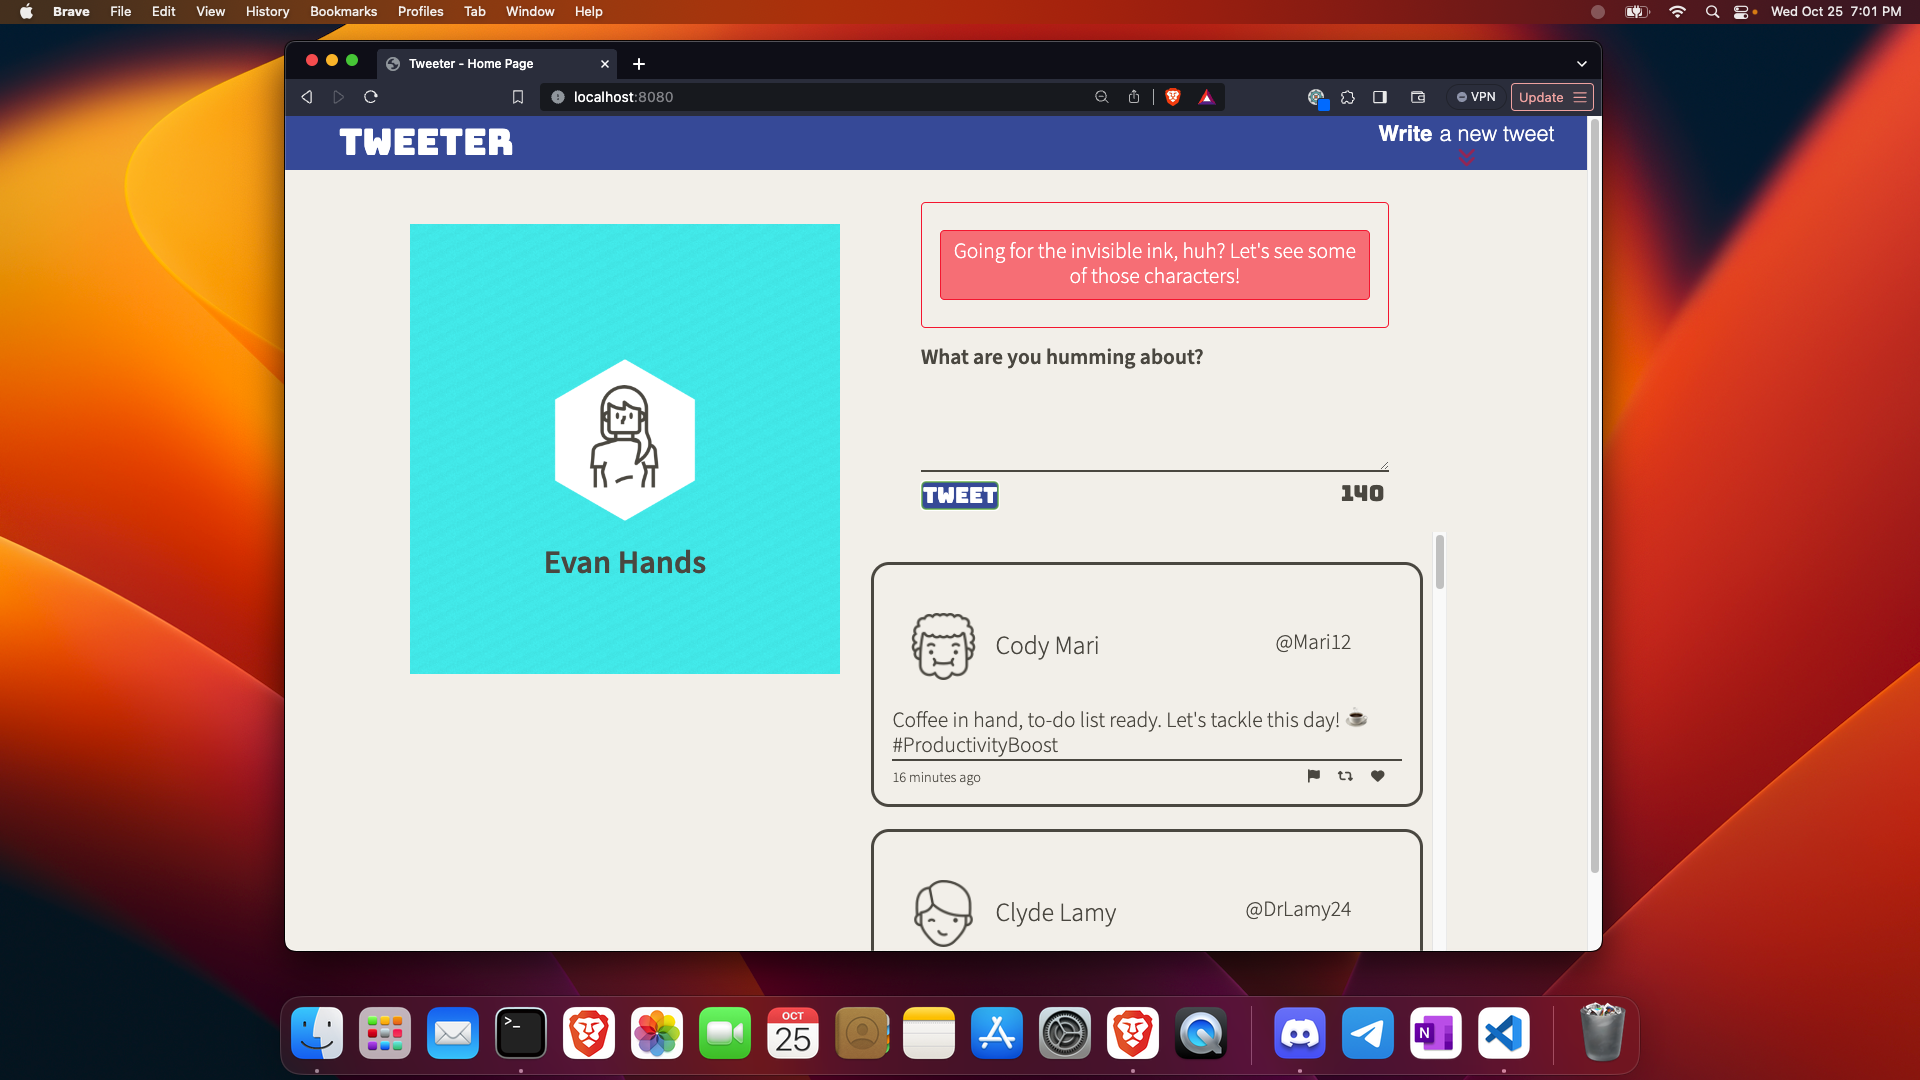 Brave File Edit View History Bookmarks Profiles Tab Window Help Wed Oct 25 7:01 PM
Tweeter - Home Page
localhost:8080 VPN Update
TWEETER
Write a new tweet
Going for the invisible ink, huh? Let's see some
of those characters!
What are you humming about?
TWEET 140
Evan Hands
Cody Mari @Mari12
Coffee in hand, to-do list ready. Let's tackle this day! ☕
#ProductivityBoost
16 minutes ago
Clyde Lamy @DrLamy24
>_
OCT
25
N